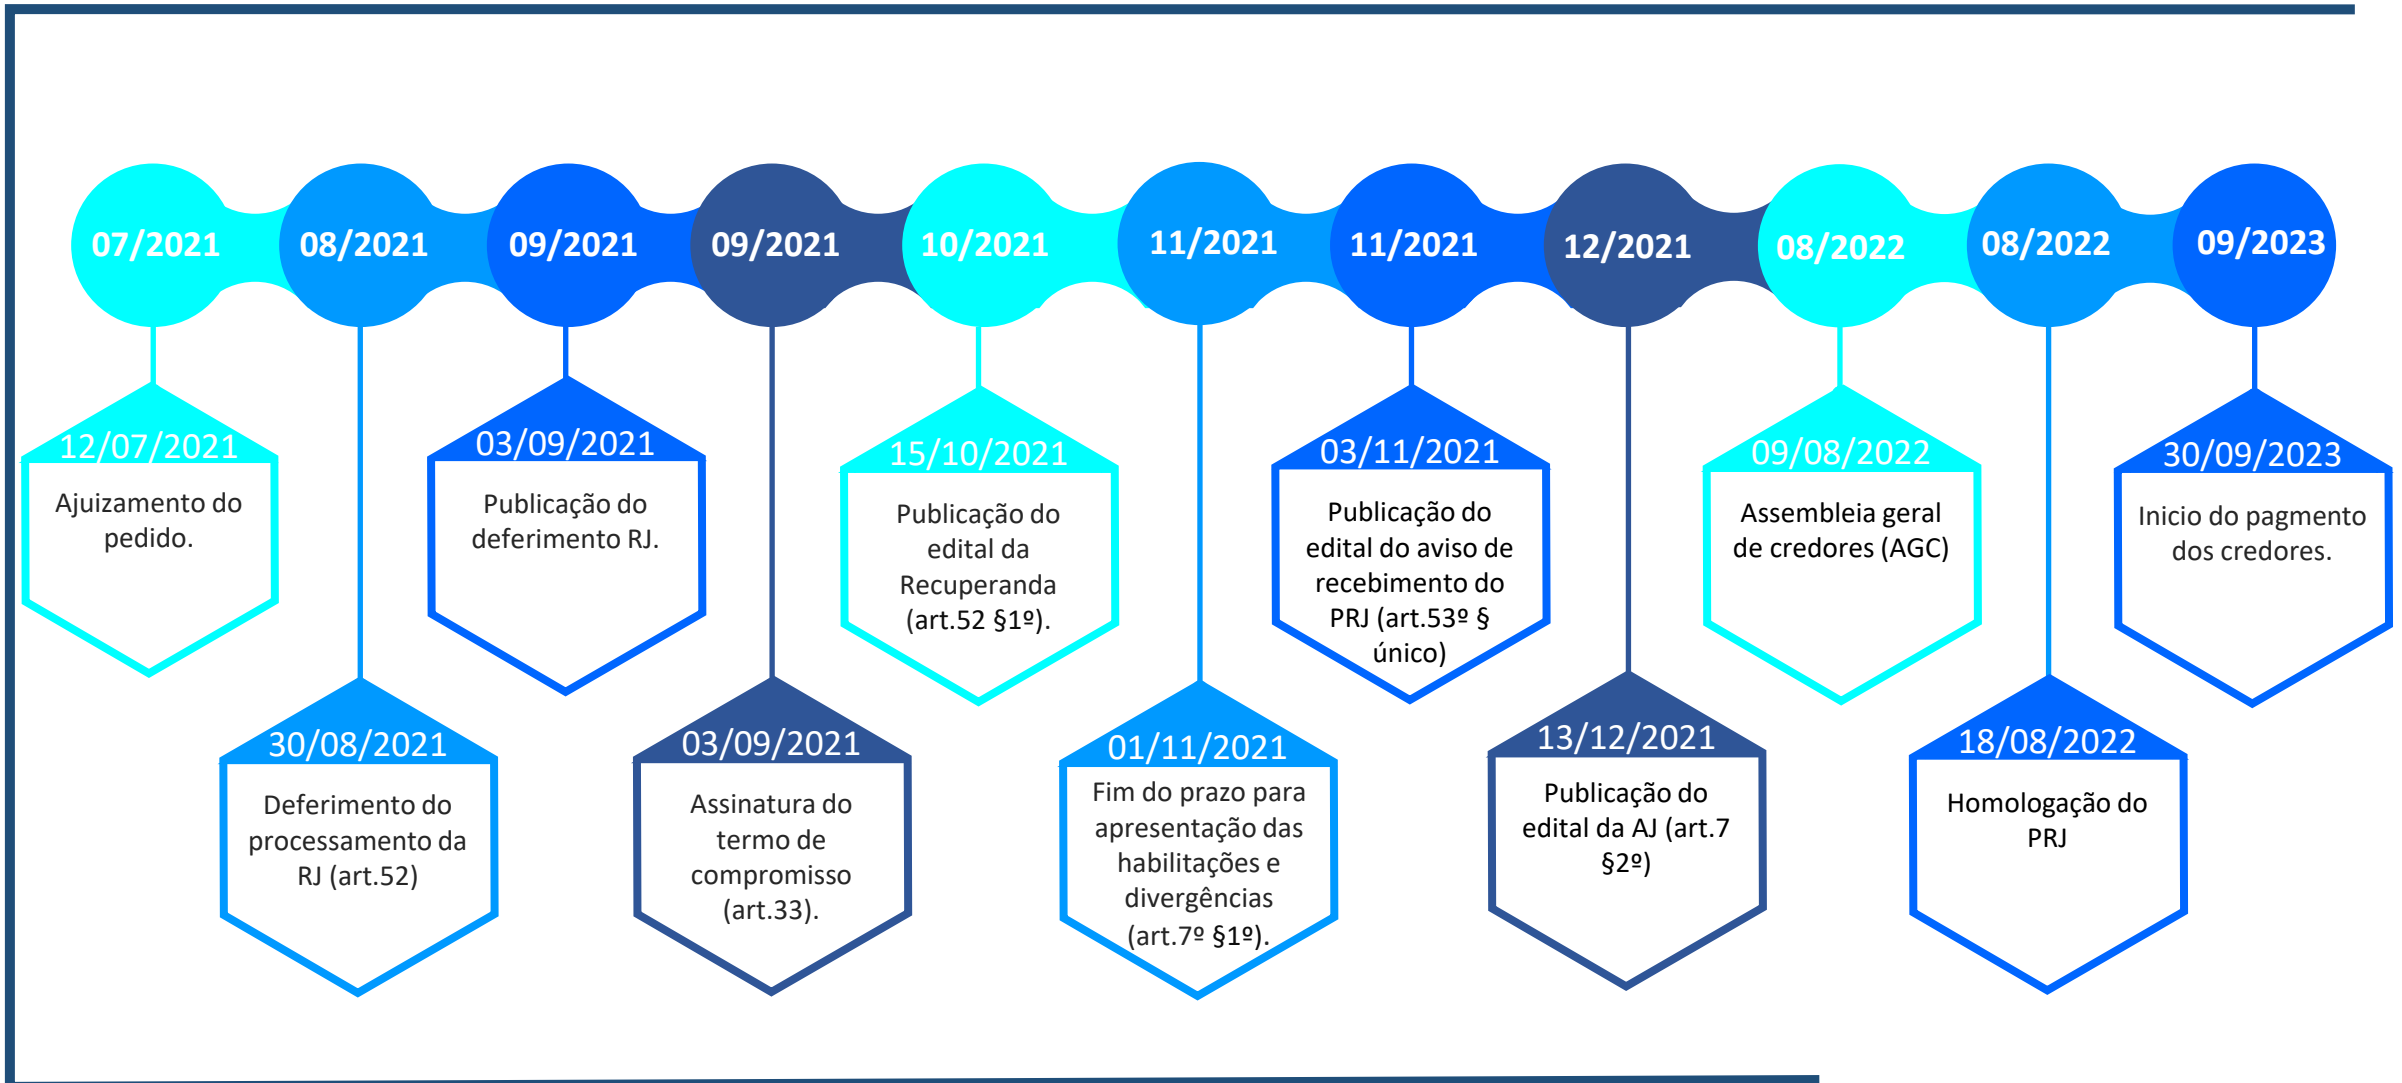 07/2021
08/2021
09/2021
09/2021
10/2021
11/2021
11/2021
12/2021
08/2022
08/2022
09/2023
12/07/2021
Ajuizamento do
pedido.
30/08/2021
Deferimento do
processamento da
RJ (art.52)
03/09/2021
Publicação do
deferimento RJ.
03/09/2021
Assinatura do
termo de
compromisso
(art.33).
15/10/2021
Publicação do
edital da
Recuperanda
(art.52 §1º).
01/11/2021
Fim do prazo para
apresentação das
habilitações e
divergências
(art.7º §1º).
03/11/2021
Publicação do
edital do aviso de
recebimento do
PRJ (art.53º §
único)
13/12/2021
Publicação do
edital da AJ (art.7
§2º)
09/08/2022
Assembleia geral
de credores (AGC)
18/08/2022
Homologação do
PRJ
30/09/2023
Inicio do pagmento
dos credores.